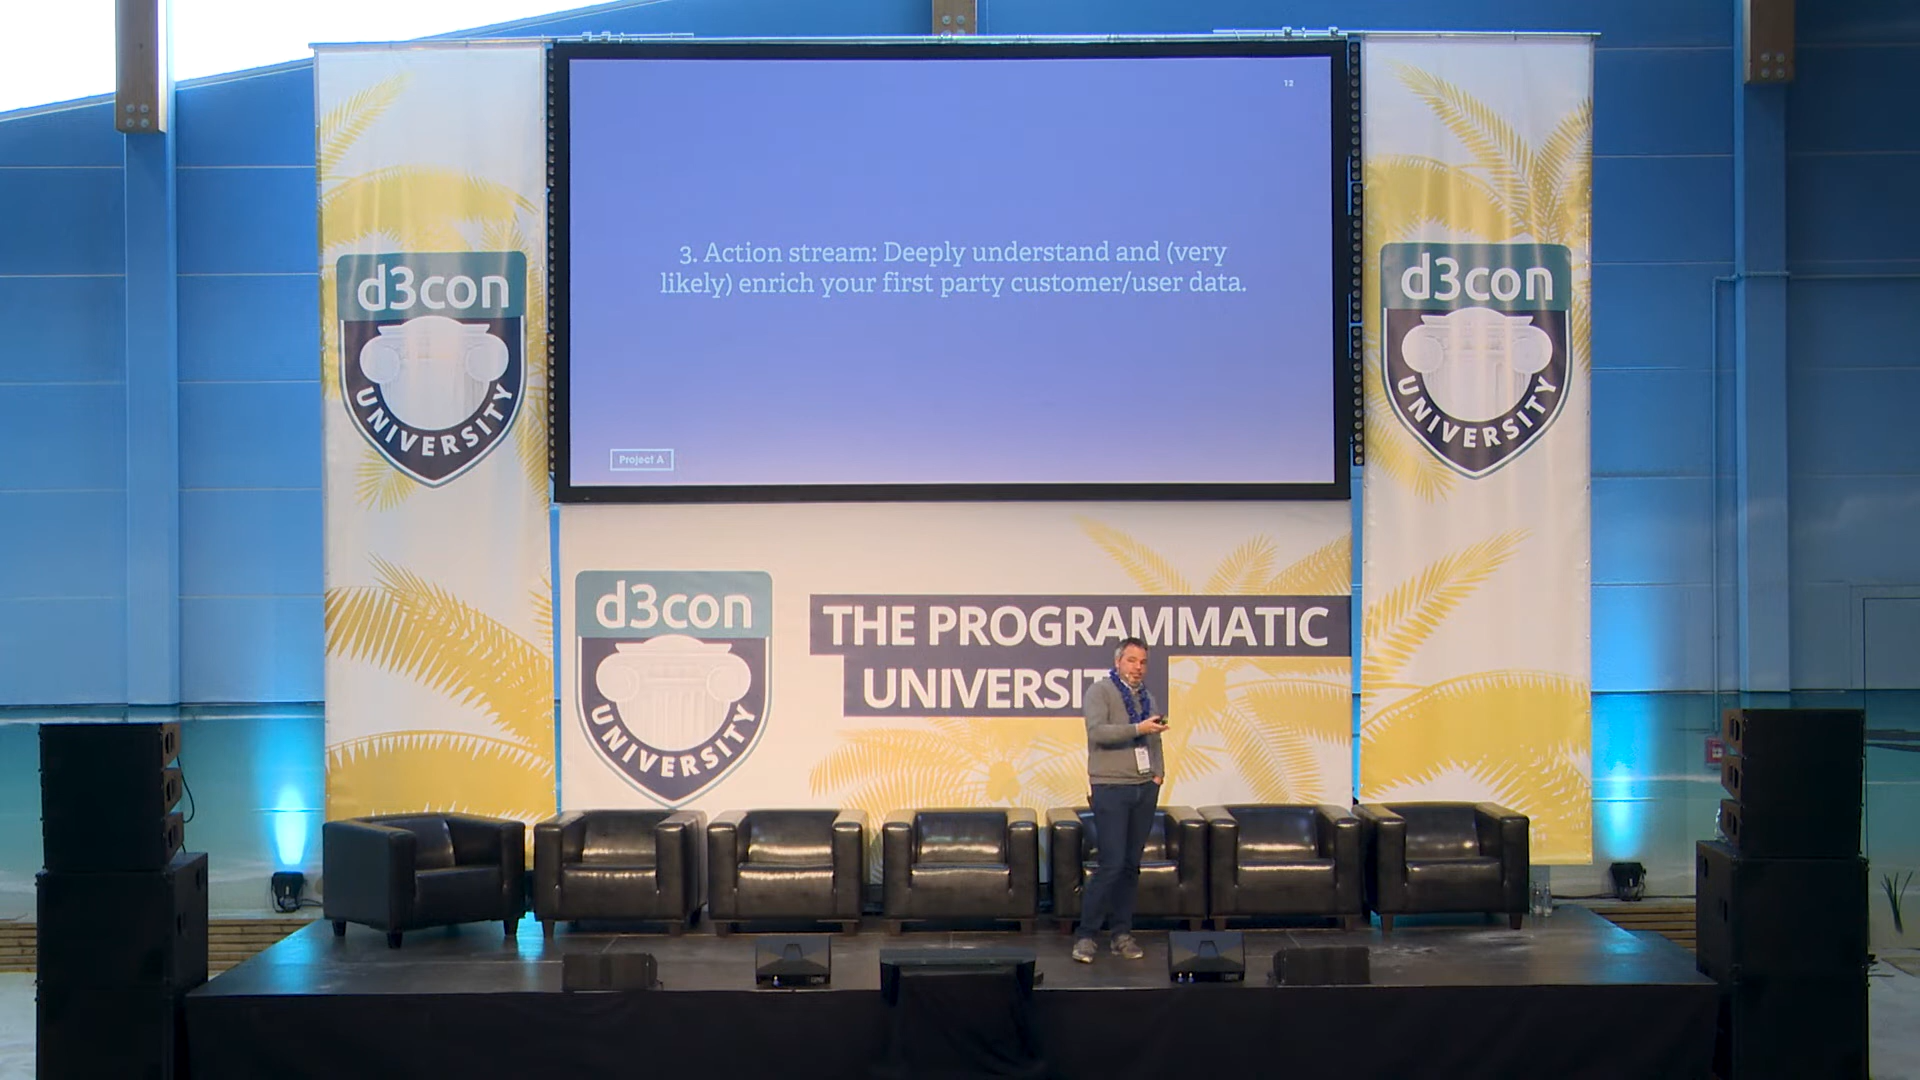 12
3. Action stream: Deeply understand and (very
likely) enrich your first party customer/user data.
Project A
d3con
UNIVERSITY
d3con
UNIVERSITY
d3con
UNIVERSITY
THE PROGRAMMATIC
UNIVERSIT